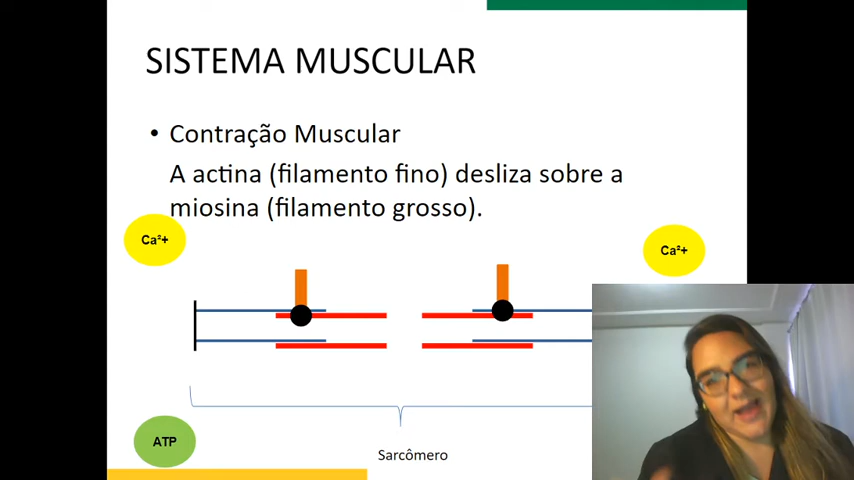 SISTEMA MUSCULAR
• Contração Muscular
A actina (filamento fino) desliza sobre a
miosina (filamento grosso).
Ca²+
Ca²+
ATP
Sarcômero